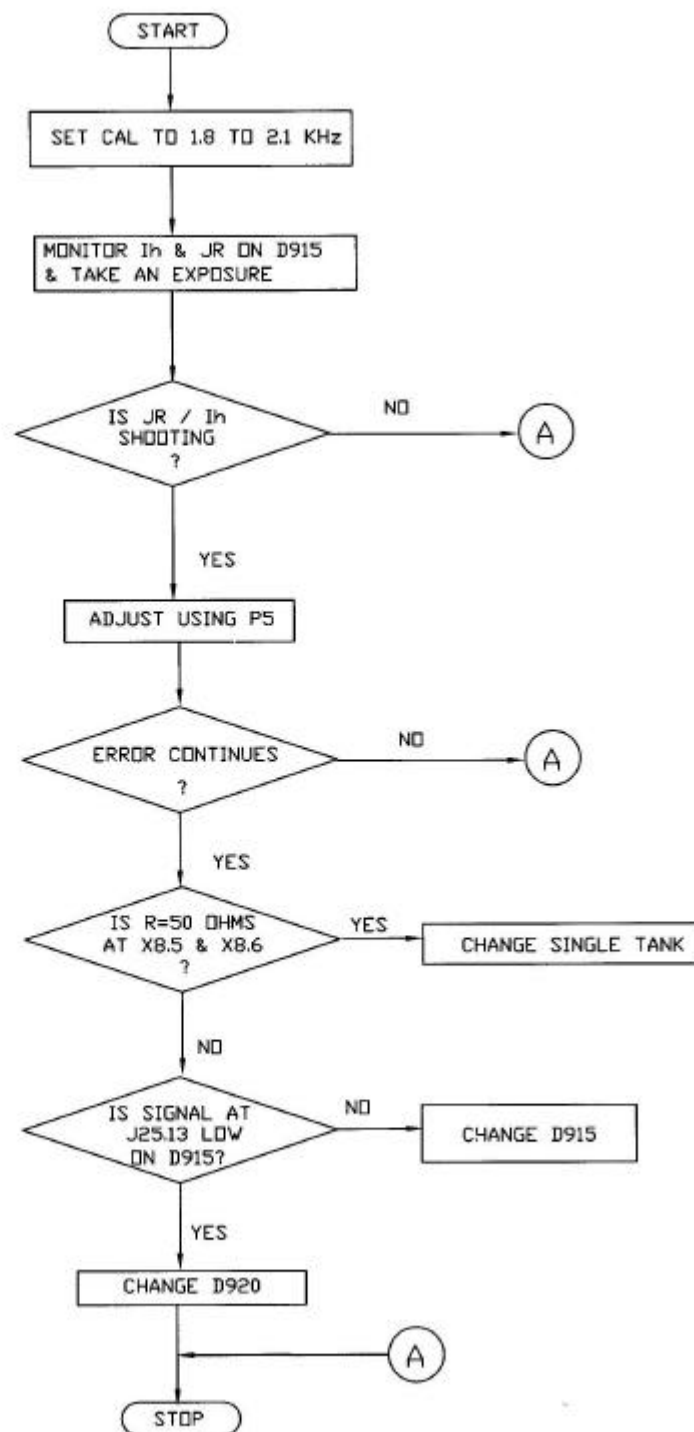 START
SET CAL TO 1.8 TO 2.1 KHz
MONITOR Ih & JR ON D915
& TAKE AN EXPOSURE
IS JR / Ih
SHOOTING
?
NO
A
YES
ADJUST USING P5
ERROR CONTINUES
?
NO
A
YES
IS R=50 OHMS
AT X8.5 & X8.6
?
YES
CHANGE SINGLE TANK
NO
IS SIGNAL AT
J25.13 LOW
ON D915?
NO
CHANGE D915
YES
CHANGE D920
A
STOP